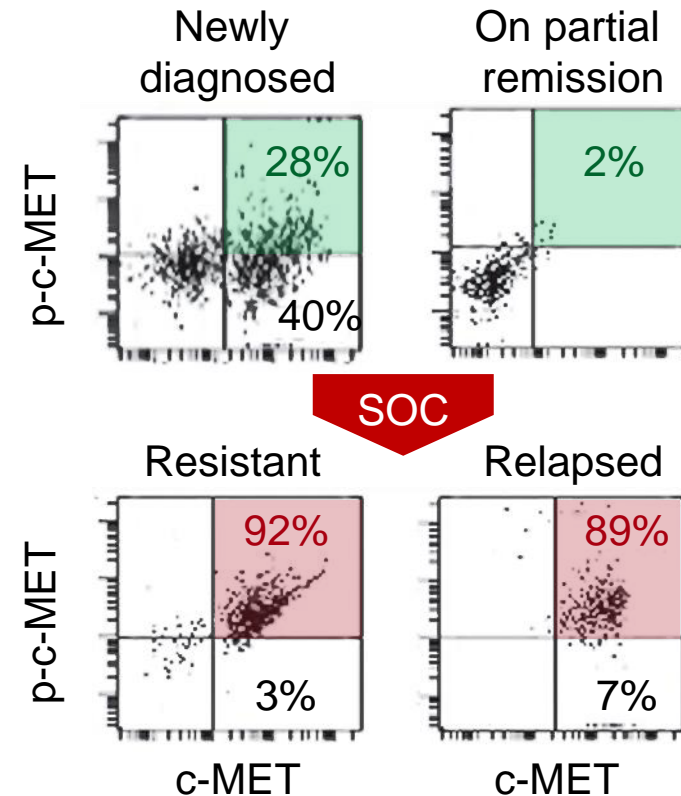 Newly
diagnosed
On partial
remission
p-c-MET
28%
40%
2%
SOC
Resistant
Relapsed
p-c-MET
92%
3%
89%
7%
c-MET
c-MET